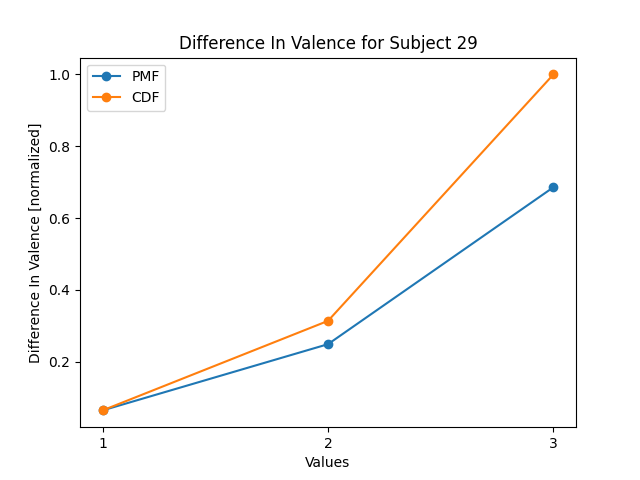 Difference In Valence for Subject 29
PMF
CDF
1.0
0.8
0.6
0.4
0.2
Difference In Valence [normalized]
1
2
3
Values